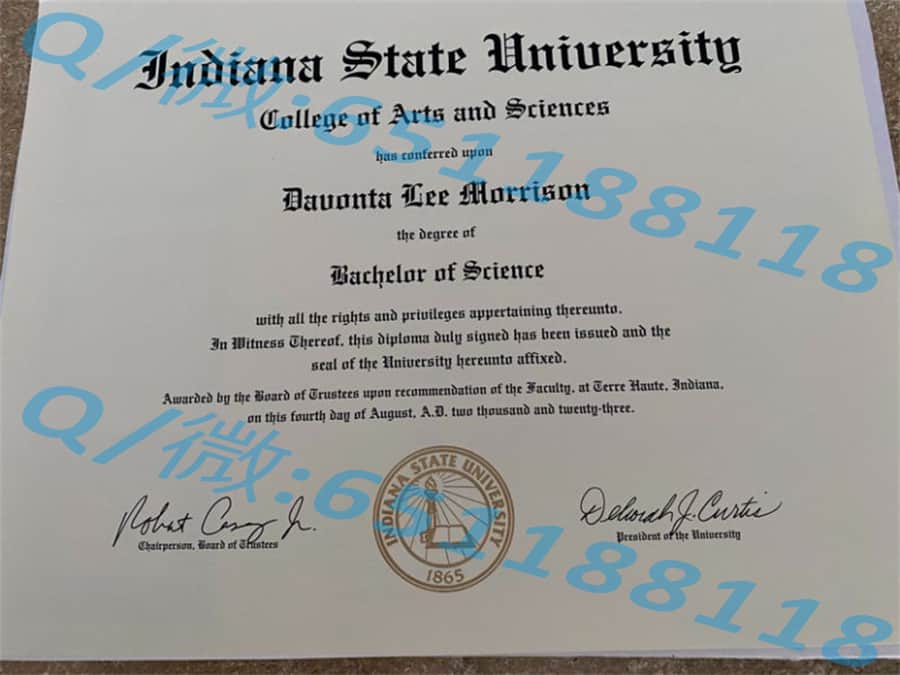 Indiana State University
College of Arts and Sciences
has conferred upon
Davonta Lee Morrison
the degree of
Bachelor of Science
with all the rights and privileges appertaining thereunto.
In Witness Thereof, this diploma duly signed has been issued and the
seal of the University hereunto affixed.
Awarded by the Board of Trustees upon recommendation of the Faculty, at Terre Haute, Indiana,
on this fourth day of August, A.D. two thousand and twenty-three.
Robert Casey Jr.
Chairperson, Board of Trustees
INDIANA STATE UNIVERSITY
1865
Deborah J. Curtis
President of the University
Q/微:651188118
Q/微:651188118